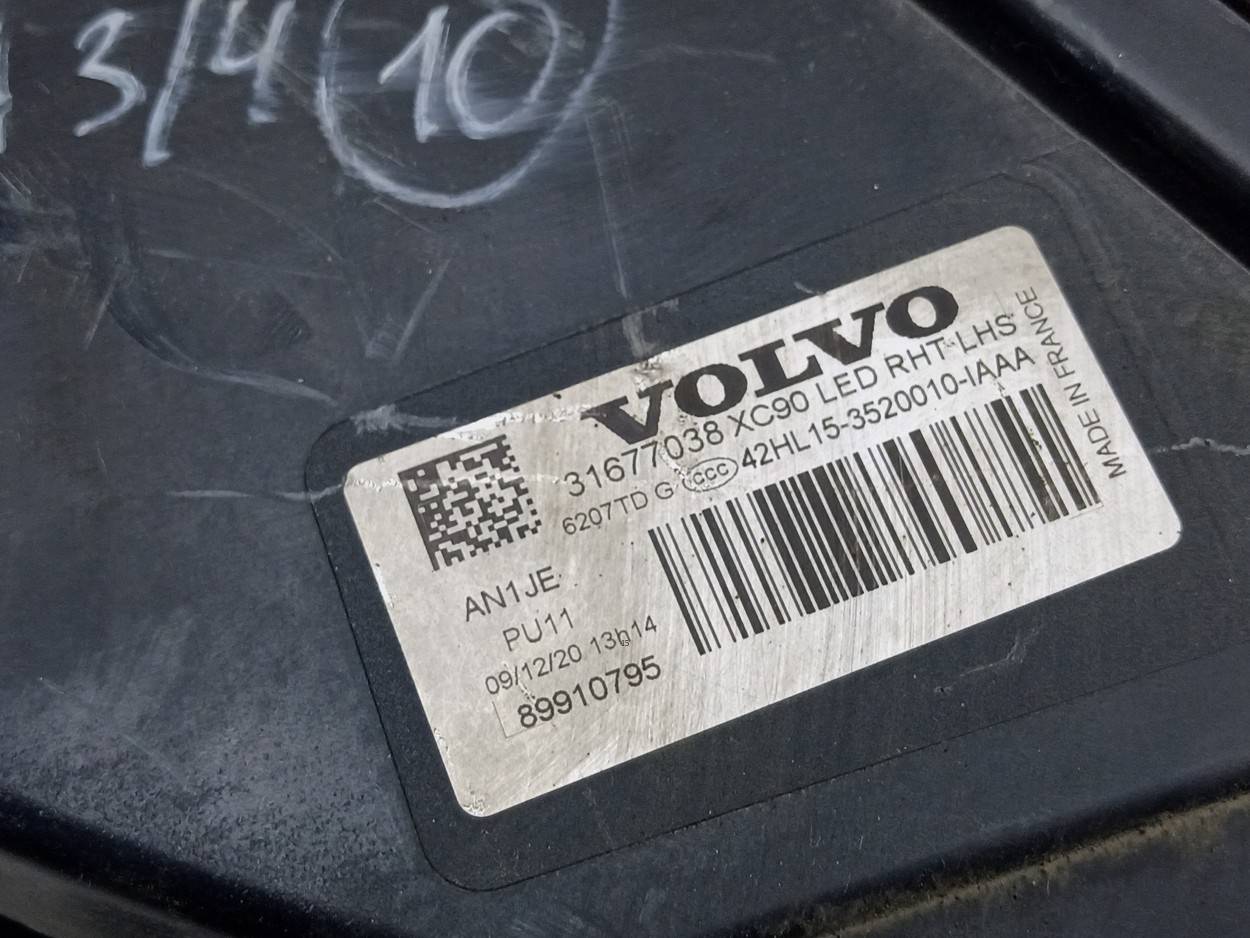 3/4 10
VOLVO
31677038 XC90 LED RHT LHS
6207TD G CCC 42HL15-3520010-IAAA
MADE IN FRANCE
AN1JE
PU11
09/12/20 13h14
89910795